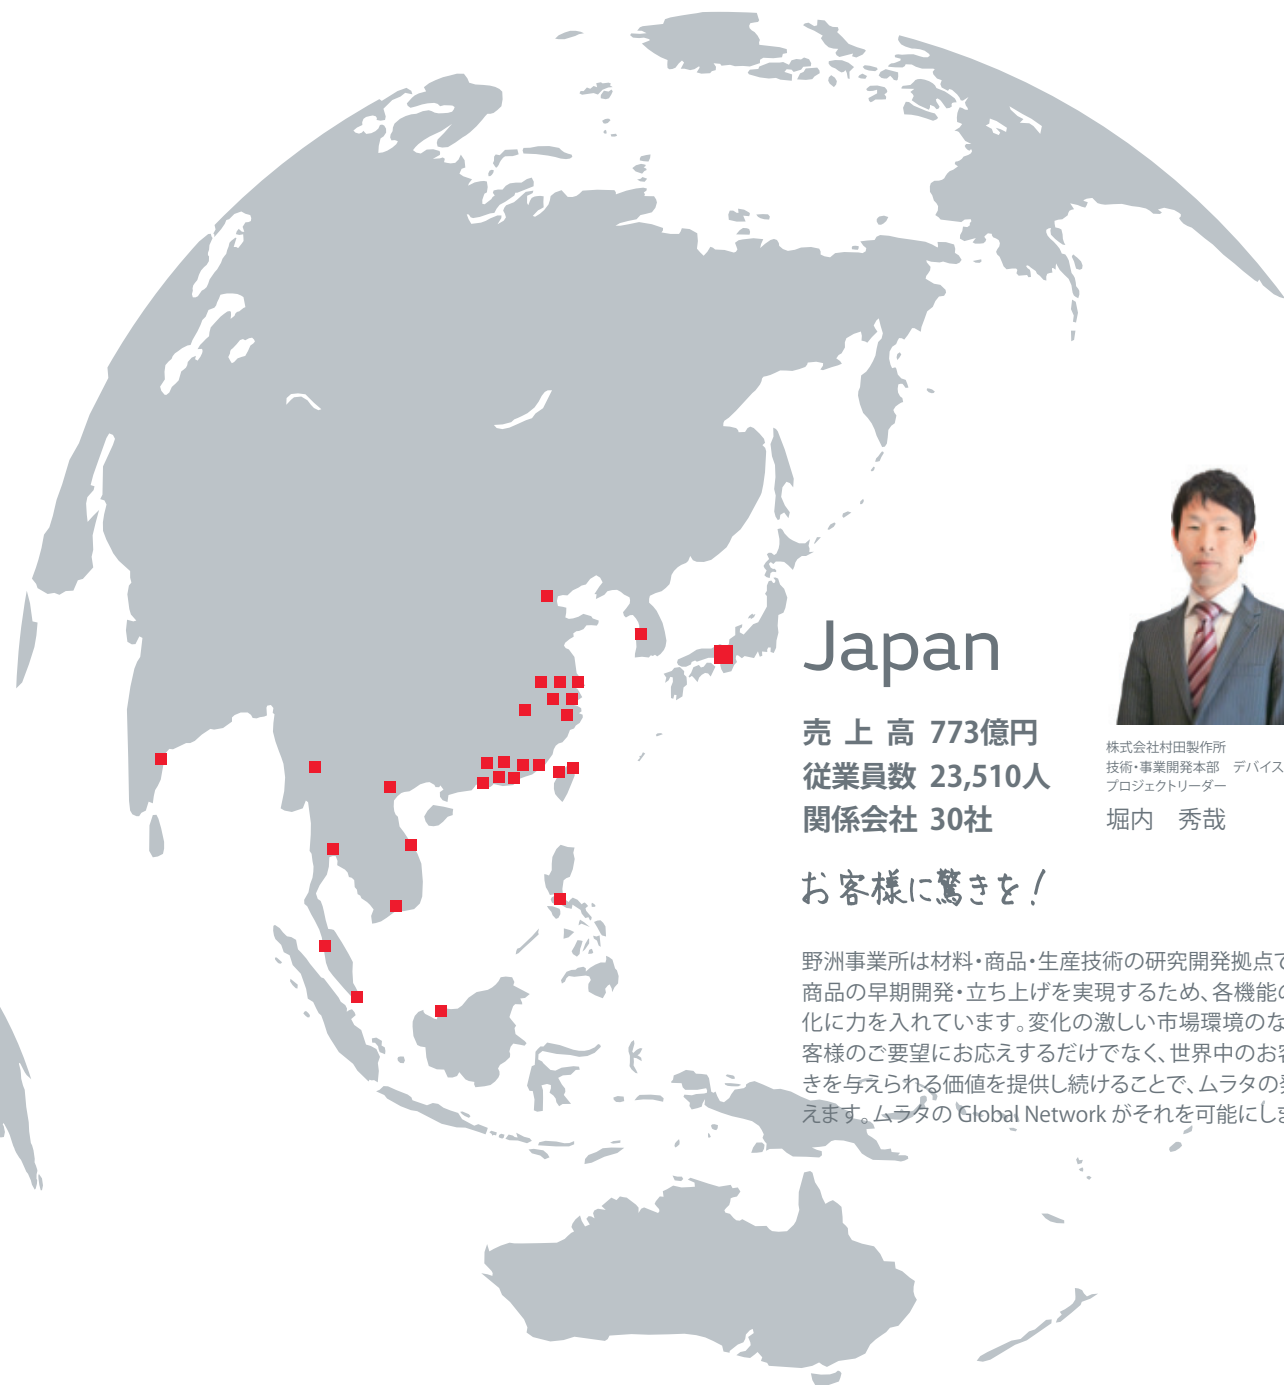 Japan
売上高 773億円
従業員数 23,510人
関係会社 30社
株式会社村田製作所
技術・事業開発本部 デバイス
プロジェクトリーダー
堀内 秀哉
お客様に驚きを!
野洲事業所は材料・商品・生産技術の研究開発拠点で
商品の早期開発・立ち上げを実現するため、各機能の
化に力を入れています。変化の激しい市場環境のな
客様のご要望にお応えするだけでなく、世界中のお
きを与えられる価値を提供し続けることで、ムラタの
えます。ムラタの Global Network がそれを可能にし